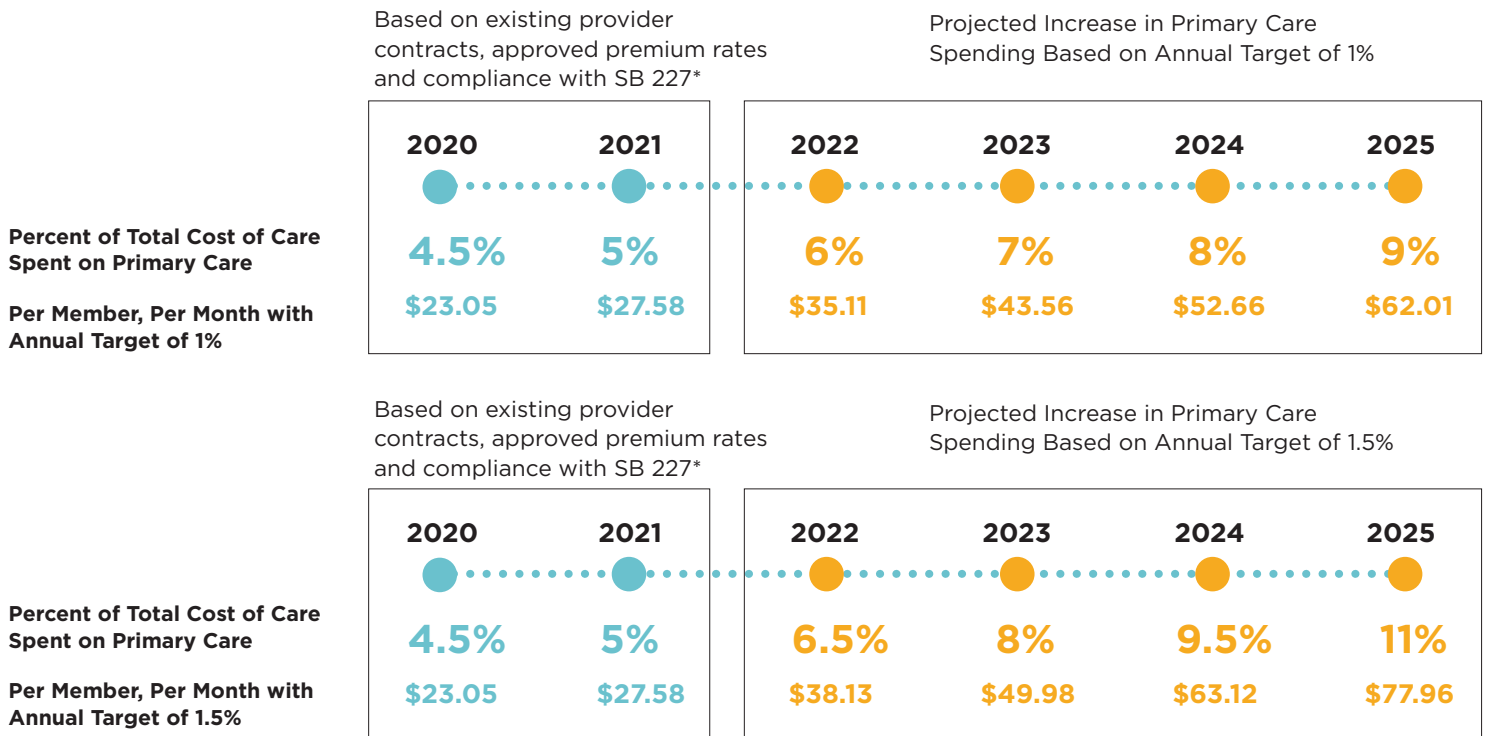 Based on existing provider
contracts, approved premium rates
and compliance with SB 227*
Projected Increase in Primary Care
Spending Based on Annual Target of 1%
2020 2021 2022 2023 2024 2025
Percent of Total Cost of Care
Spent on Primary Care
4.5% 5% 6% 7% 8% 9%
Per Member, Per Month with
Annual Target of 1%
$23.05 $27.58 $35.11 $43.56 $52.66 $62.01
Based on existing provider
contracts, approved premium rates
and compliance with SB 227*
Projected Increase in Primary Care
Spending Based on Annual Target of 1.5%
2020 2021 2022 2023 2024 2025
Percent of Total Cost of Care
Spent on Primary Care
4.5% 5% 6.5% 8% 9.5% 11%
Per Member, Per Month with
Annual Target of 1.5%
$23.05 $27.58 $38.13 $49.98 $63.12 $77.96